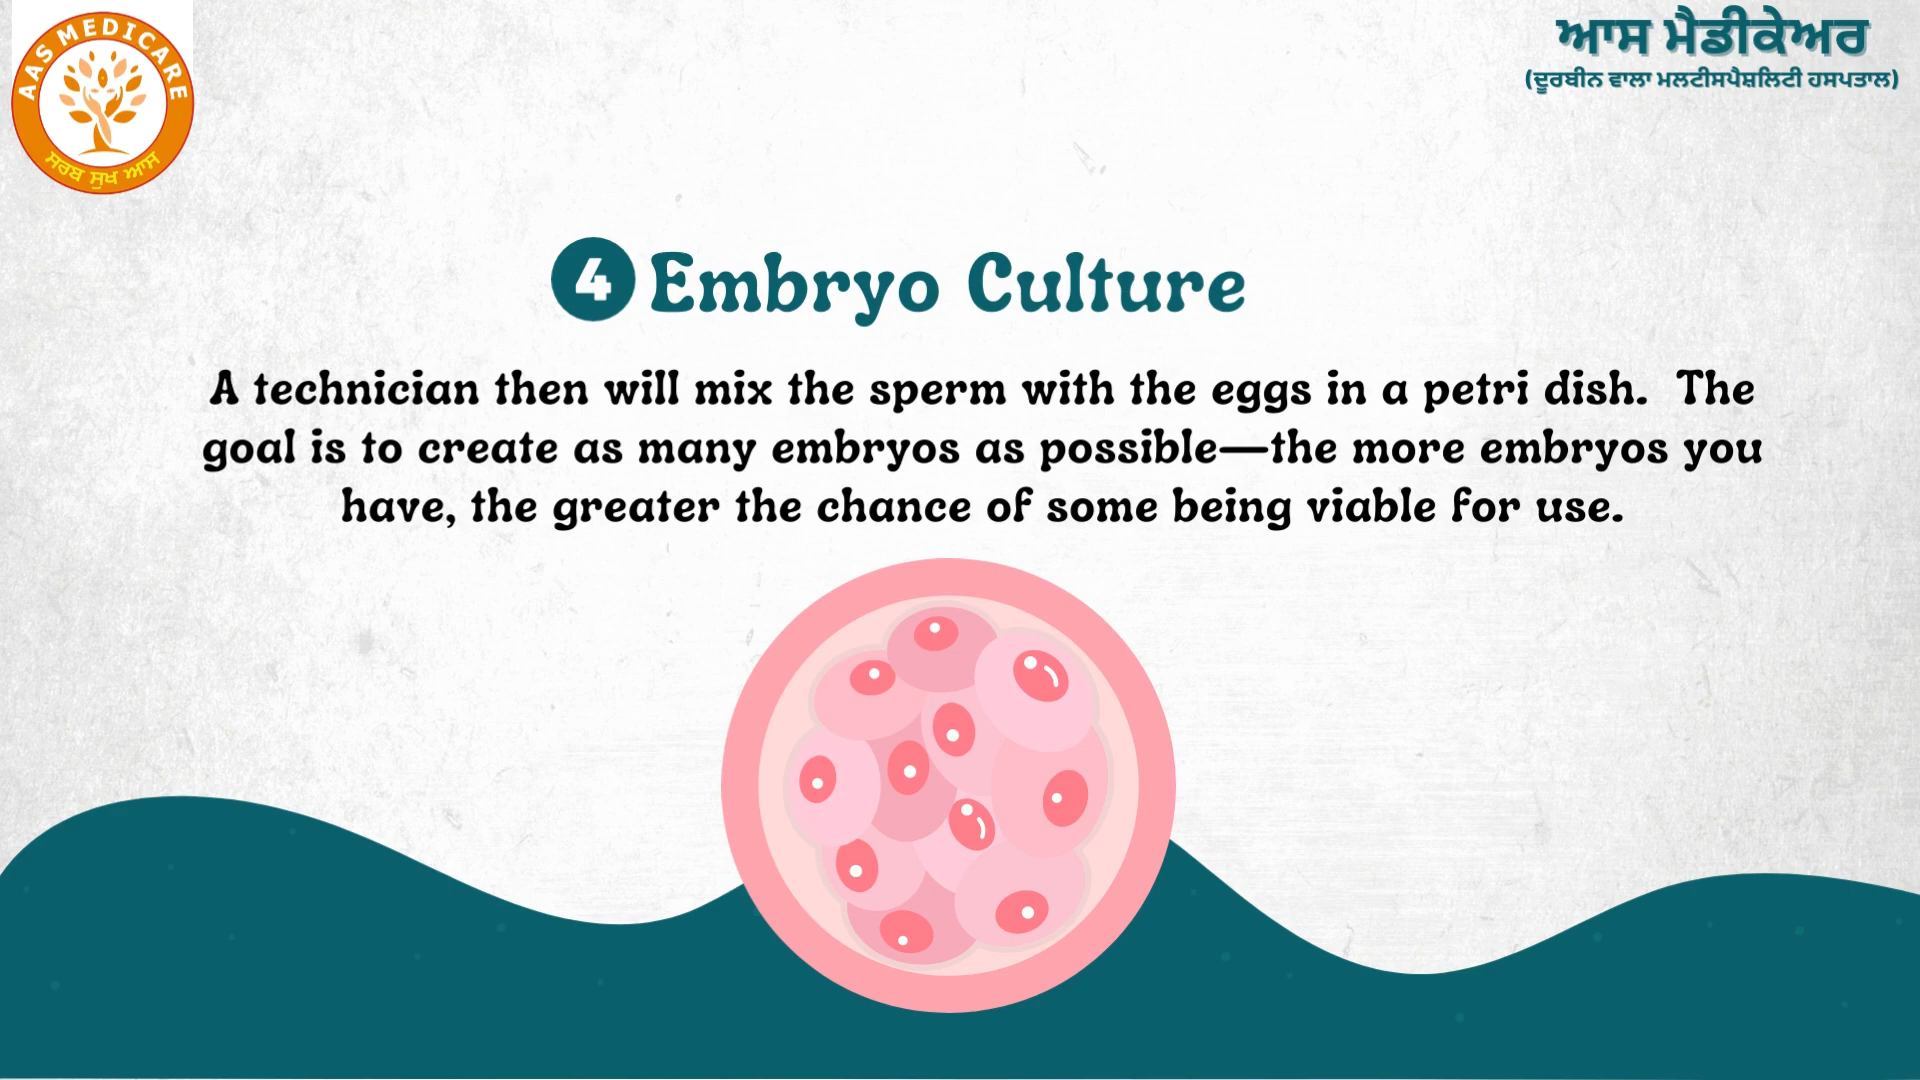 AAS MEDICARE
ਸਰਬ ਸੁਖ ਆਸ
ਆਸ ਮੈਡੀਕੇਅਰ
(ਦੂਰਬੀਨ ਵਾਲਾ ਮਲਟੀਸਪੈਸ਼ਲਿਟੀ ਹਸਪਤਾਲ)
4 Embryo Culture
A technician then will mix the sperm with the eggs in a petri dish. The
goal is to create as many embryos as possible—the more embryos you
have, the greater the chance of some being viable for use.